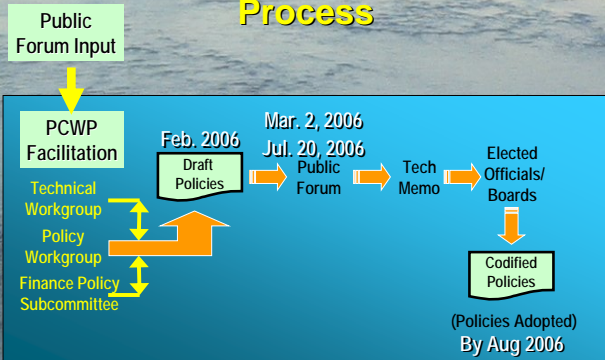 Process
Public
Forum Input
PCWP
Facilitation
Technical
Workgroup
Policy
Workgroup
Finance Policy
Subcommittee
Feb. 2006
Draft
Policies
Mar. 2, 2006
Jul. 20, 2006
Public
Forum
Tech
Memo
Elected
Officials/
Boards
Codified
Policies
(Policies Adopted)
By Aug 2006